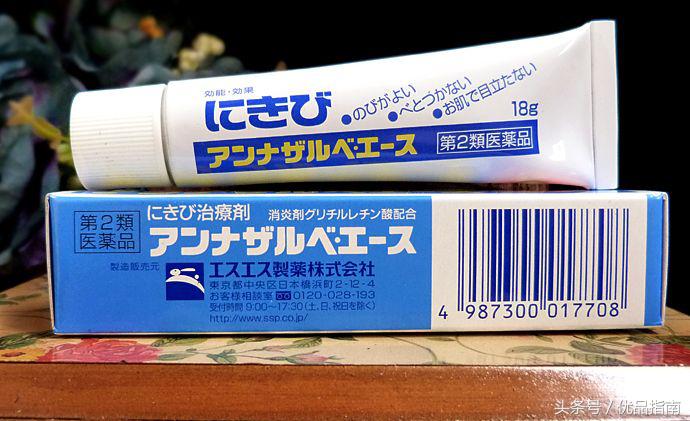 効能・効果
にきび
●のびがよい
●べとつかない
●お肌で目立たない
18g
アンナザルベ・エース
第2類医薬品
第2類
医薬品
にきび治療剤 消炎剤グリチルレチン酸配合
アンナザルベ・エース
製造販売元
エスエス製薬株式会社
東京都中央区日本橋浜町2-12-4
お客様相談室 0120-028-193
受付時間 9:00〜17:30(土、日、祝日を除く)
http://www.ssp.co.jp/
4 987300 017708
头条号 / 优品指南